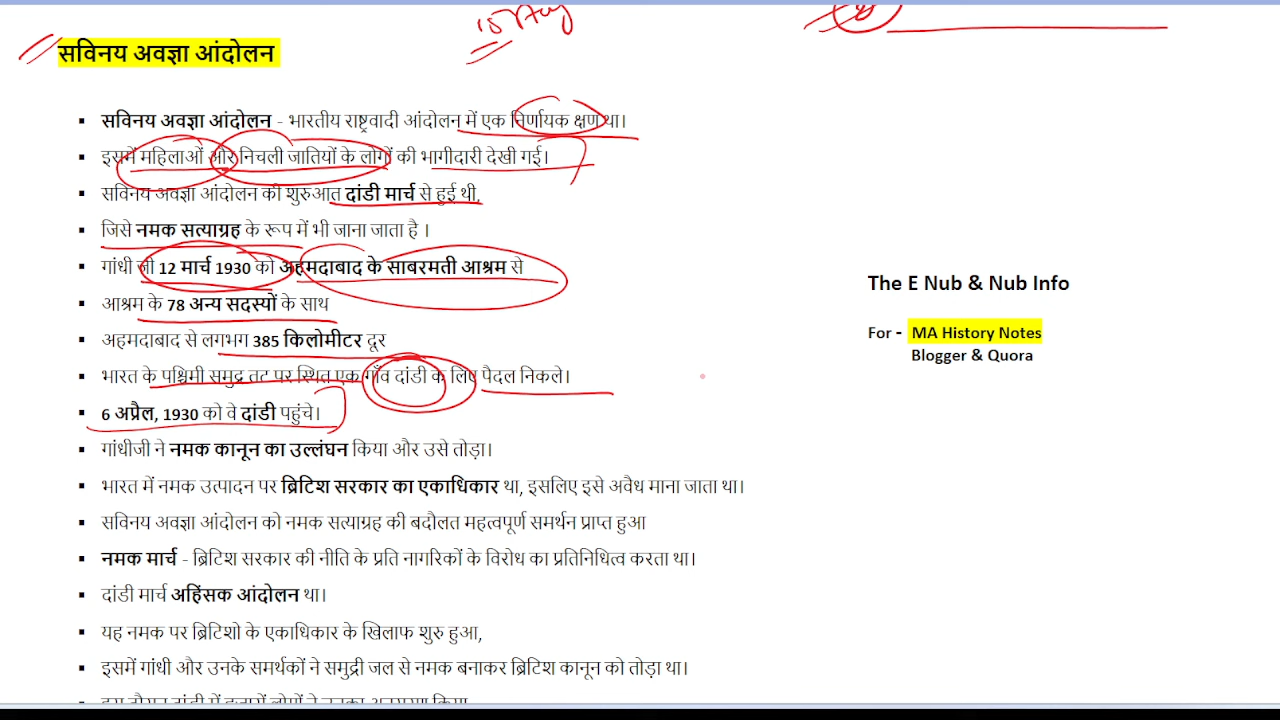 सविनय अवज्ञा आंदोलन
▪ सविनय अवज्ञा आंदोलन - भारतीय राष्ट्रवादी आंदोलन में एक निर्णायक क्षण था।
▪ इसमें महिलाओं और निचली जातियों के लोगों की भागीदारी देखी गई।
▪ सविनय अवज्ञा आंदोलन की शुरुआत दांडी मार्च से हुई थी,
▪ जिसे नमक सत्याग्रह के रूप में भी जाना जाता है ।
▪ गांधी जी 12 मार्च 1930 को अहमदाबाद के साबरमती आश्रम से
▪ आश्रम के 78 अन्य सदस्यों के साथ
▪ अहमदाबाद से लगभग 385 किलोमीटर दूर
▪ भारत के पश्चिमी समुद्र तट पर स्थित एक गाँव दांडी के लिए पैदल निकले।
▪ 6 अप्रैल, 1930 को वे दांडी पहुंचे।
▪ गांधीजी ने नमक कानून का उल्लंघन किया और उसे तोड़ा।
▪ भारत में नमक उत्पादन पर ब्रिटिश सरकार का एकाधिकार था, इसलिए इसे अवैध माना जाता था।
▪ सविनय अवज्ञा आंदोलन को नमक सत्याग्रह की बदौलत महत्वपूर्ण समर्थन प्राप्त हुआ
▪ नमक मार्च - ब्रिटिश सरकार की नीति के प्रति नागरिकों के विरोध का प्रतिनिधित्व करता था।
▪ दांडी मार्च अहिंसक आंदोलन था।
▪ यह नमक पर ब्रिटिशो के एकाधिकार के खिलाफ शुरु हुआ,
▪ इसमें गांधी और उनके समर्थकों ने समुद्री जल से नमक बनाकर ब्रिटिश कानून को तोड़ा था।
The E Nub & Nub Info
For - MA History Notes
Blogger & Quora